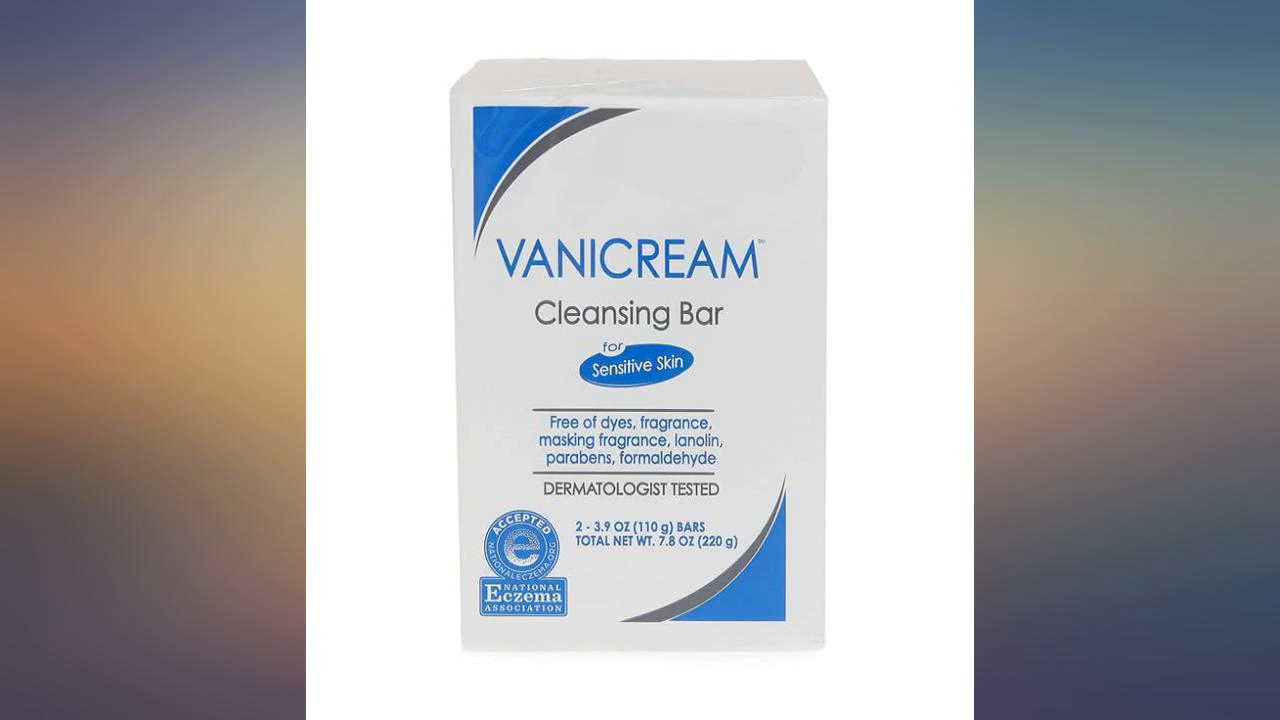 VANICREAM™
Cleansing Bar
for
Sensitive Skin
Free of dyes, fragrance,
masking fragrance, lanolin,
parabens, formaldehyde
DERMATOLOGIST TESTED
2 - 3.9 OZ (110 g) BARS
TOTAL NET WT. 7.8 OZ (220 g)
ACCEPTED
NATIONALECZEMA.ORG
NATIONAL
Eczema
ASSOCIATION